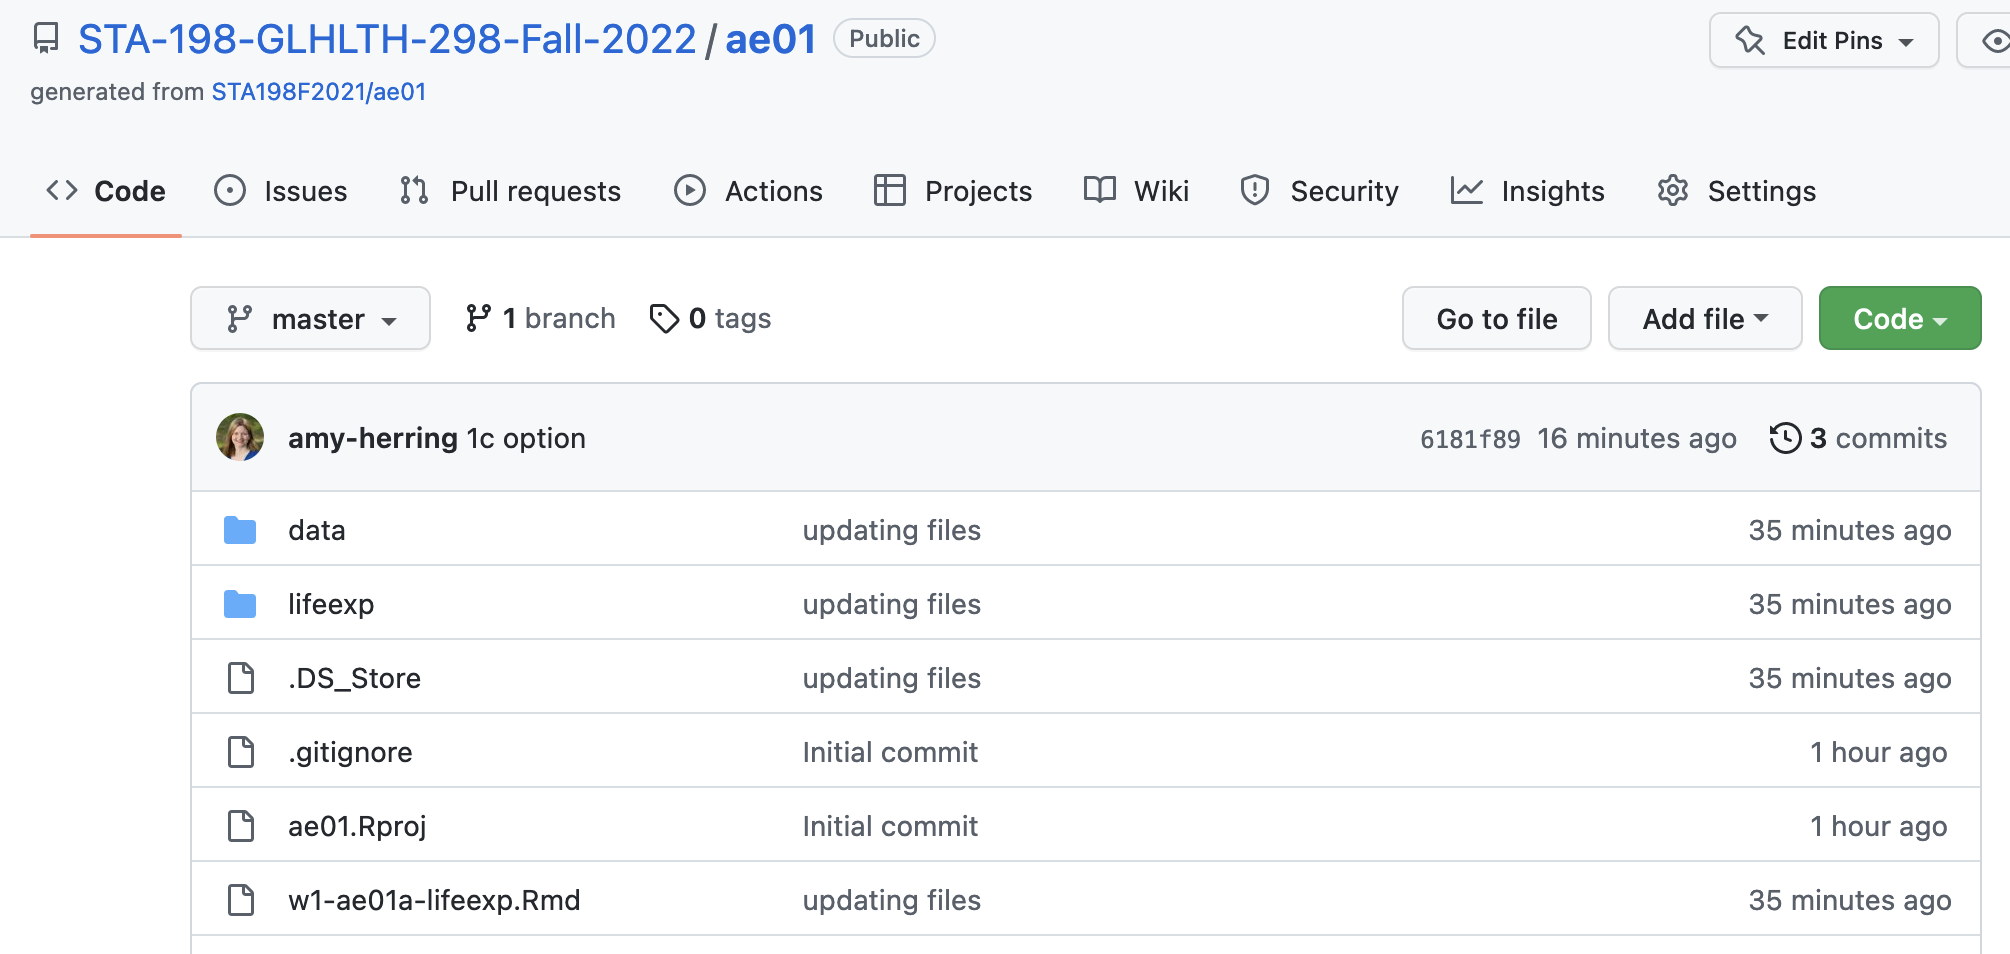 STA-198-GLHLTH-298-Fall-2022 / ae01 Public Edit Pins
generated from STA198F2021/ae01
Code Issues Pull requests Actions Projects Wiki Security Insights Settings
master 1 branch 0 tags Go to file Add file Code
amy-herring 1c option 6181f89 16 minutes ago 3 commits
data updating files 35 minutes ago
lifeexp updating files 35 minutes ago
.DS_Store updating files 35 minutes ago
.gitignore Initial commit 1 hour ago
ae01.Rproj Initial commit 1 hour ago
w1-ae01a-lifeexp.Rmd updating files 35 minutes ago